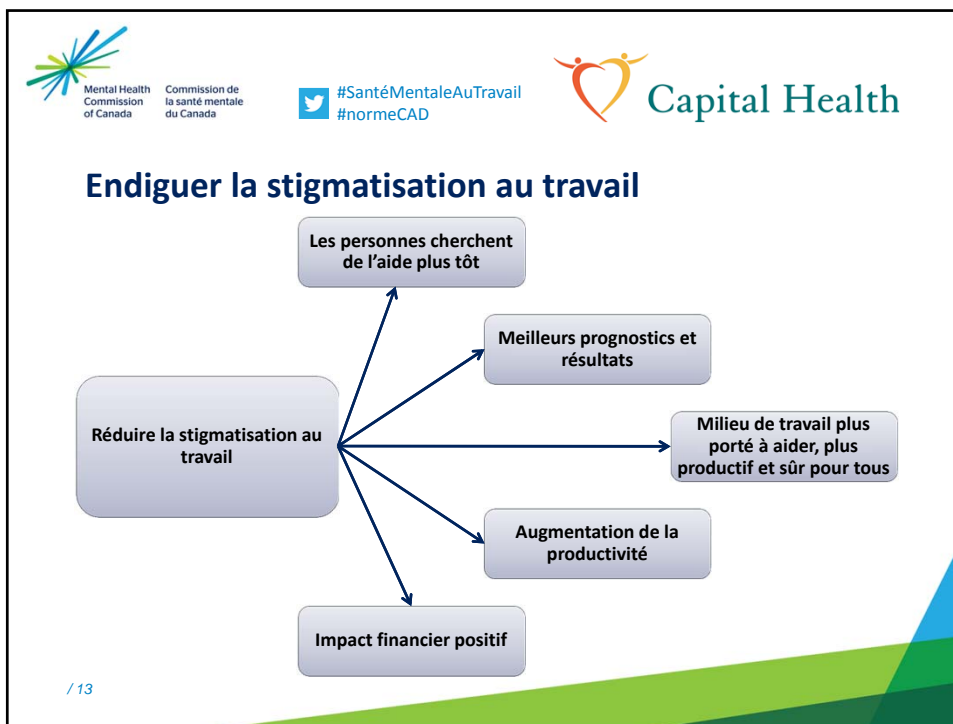 Mental Health
Commission
of Canada
Commission de
la santé mentale
du Canada
#SantéMentaleAuTravail
#normeCAD
Capital Health
Endiguer la stigmatisation au travail
Les personnes cherchent
de l’aide plus tôt
Meilleurs prognostics et
résultats
Réduire la stigmatisation au
travail
Milieu de travail plus
porté à aider, plus
productif et sûr pour tous
Augmentation de la
productivité
Impact financier positif
/ 13